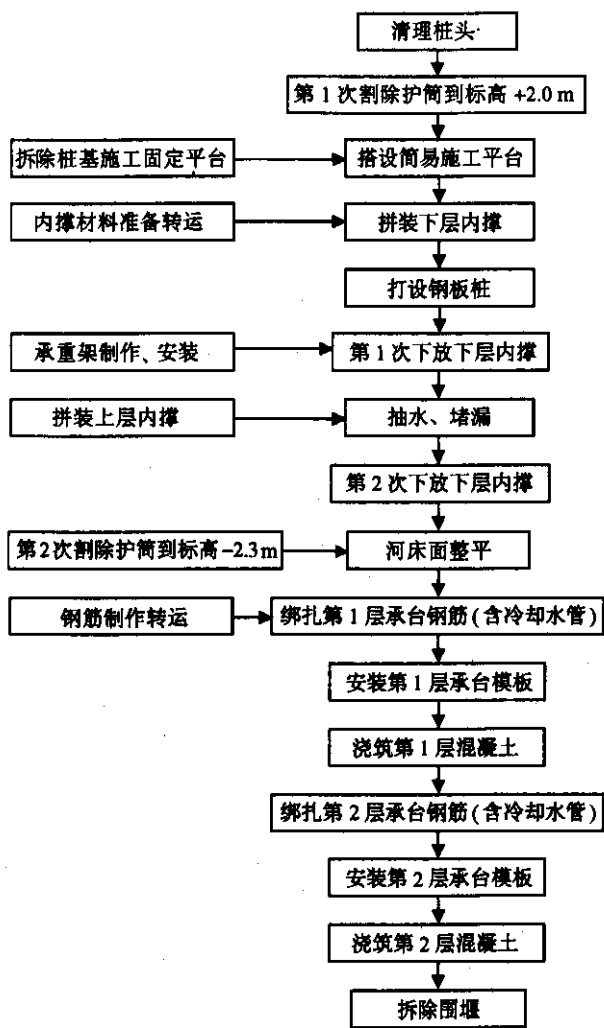 清理桩头
第1次割除护筒到标高+2.0 m
拆除桩基施工固定平台
搭设简易施工平台
内撑材料准备转运
拼装下层内撑
打设钢板桩
承重架制作、安装
第1次下放下层内撑
拼装上层内撑
抽水、堵漏
第2次下放下层内撑
第2次割除护筒到标高-2.3 m
河床面整平
钢筋制作转运
绑扎第1层承台钢筋(含冷却水管)
安装第1层承台模板
浇筑第1层混凝土
绑扎第2层承台钢筋(含冷却水管)
安装第2层承台模板
浇筑第2层混凝土
拆除围堰